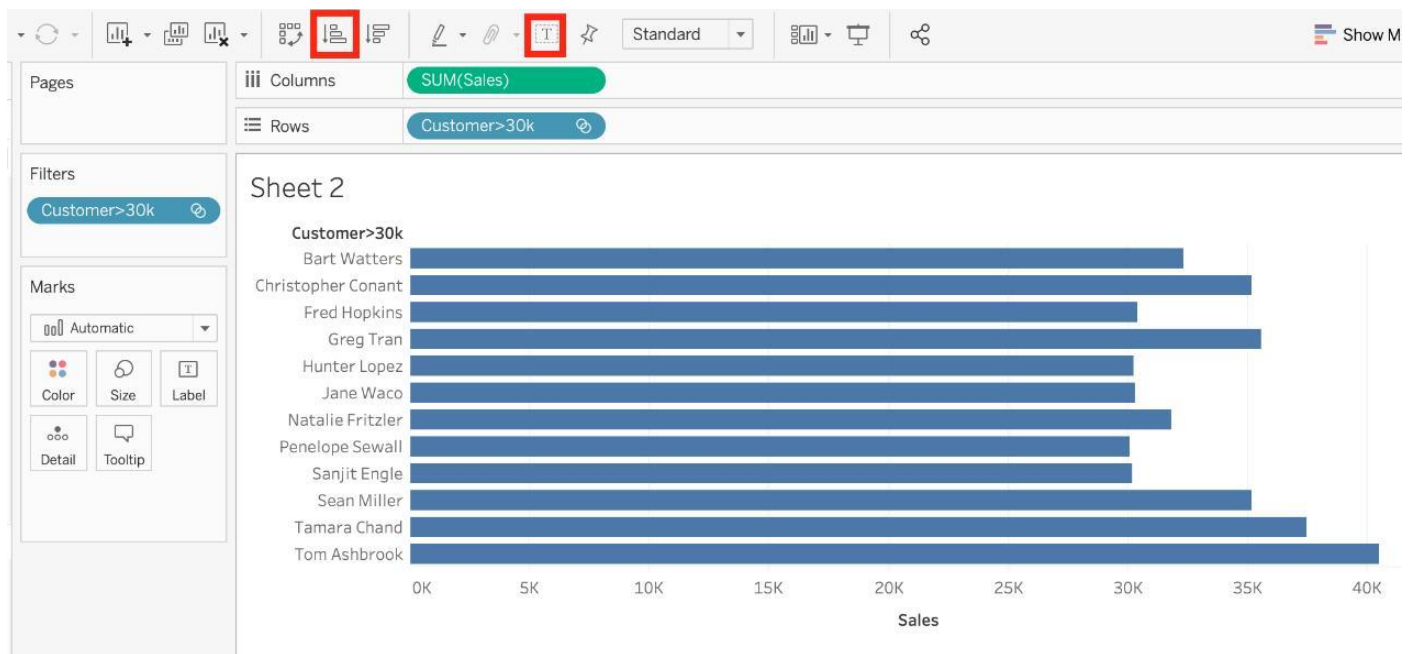 Standard
Show M
Pages
Columns
SUM(Sales)
Rows
Customer>30k
Filters
Customer>30k
Marks
Automatic
Color
Size
Label
Detail
Tooltip
Sheet 2
Customer>30k
Bart Watters
Christopher Conant
Fred Hopkins
Greg Tran
Hunter Lopez
Jane Waco
Natalie Fritzler
Penelope Sewall
Sanjit Engle
Sean Miller
Tamara Chand
Tom Ashbrook
0K 5K 10K 15K 20K 25K 30K 35K 40K
Sales